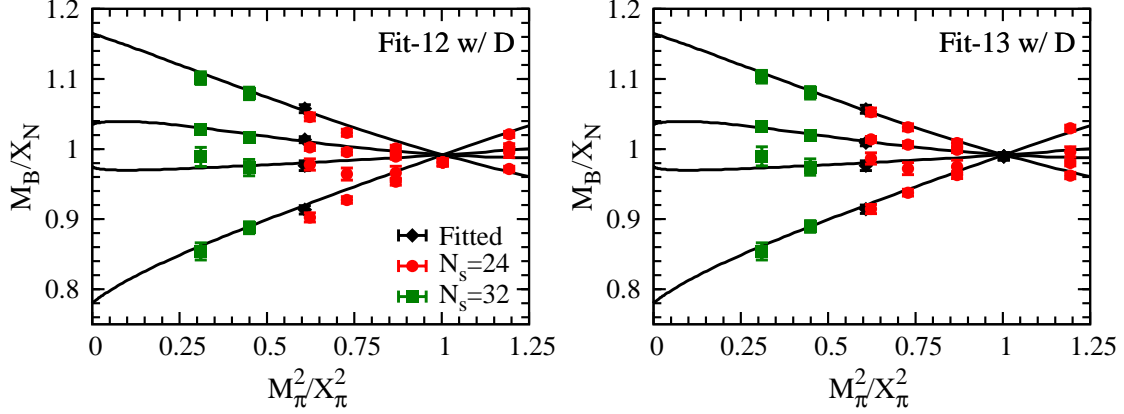 1.2
1.1
1
0.9
0.8
M_B/X_N
Fit-12 w/ D
Fitted
N_s=24
N_s=32
0 0.25 0.5 0.75 1 1.25
M_π^2/X_π^2
1.2
1.1
1
0.9
0.8
M_B/X_N
Fit-13 w/ D
0 0.25 0.5 0.75 1 1.25
M_π^2/X_π^2